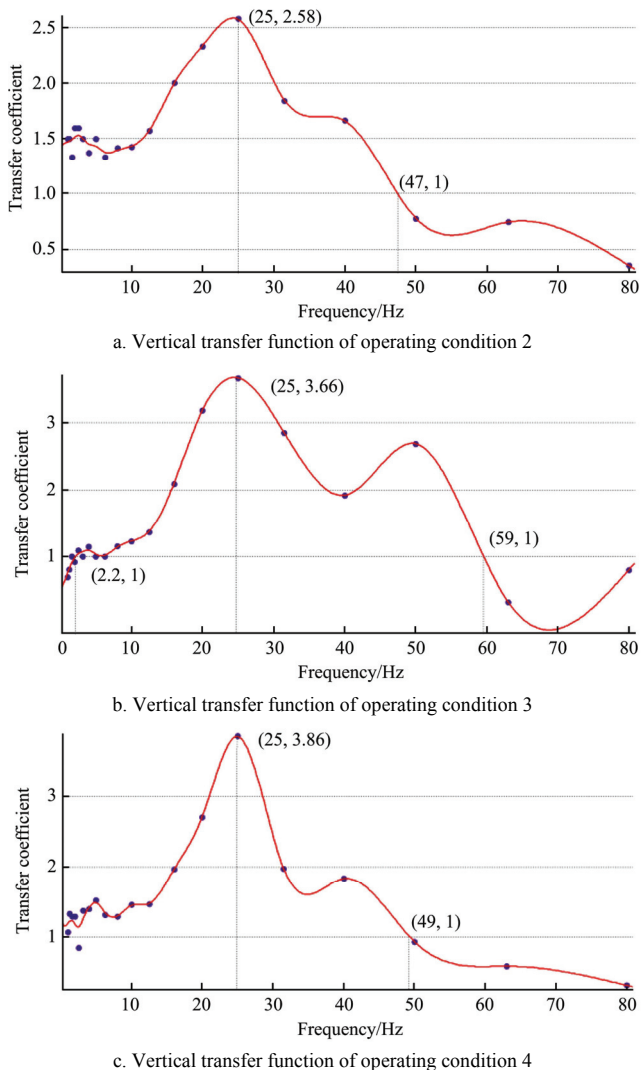 (25, 2.58)
2.5
2.0
1.5
1.0
0.5
Transfer coefficient
(47, 1)
10 20 30 40 50 60 70 80
Frequency/Hz
a. Vertical transfer function of operating condition 2
(25, 3.66)
3
2
1
Transfer coefficient
(59, 1)
(2.2, 1)
0 10 20 30 40 50 60 70 80
Frequency/Hz
b. Vertical transfer function of operating condition 3
(25, 3.86)
3
2
1
Transfer coefficient
(49, 1)
10 20 30 40 50 60 70 80
Frequency/Hz
c. Vertical transfer function of operating condition 4